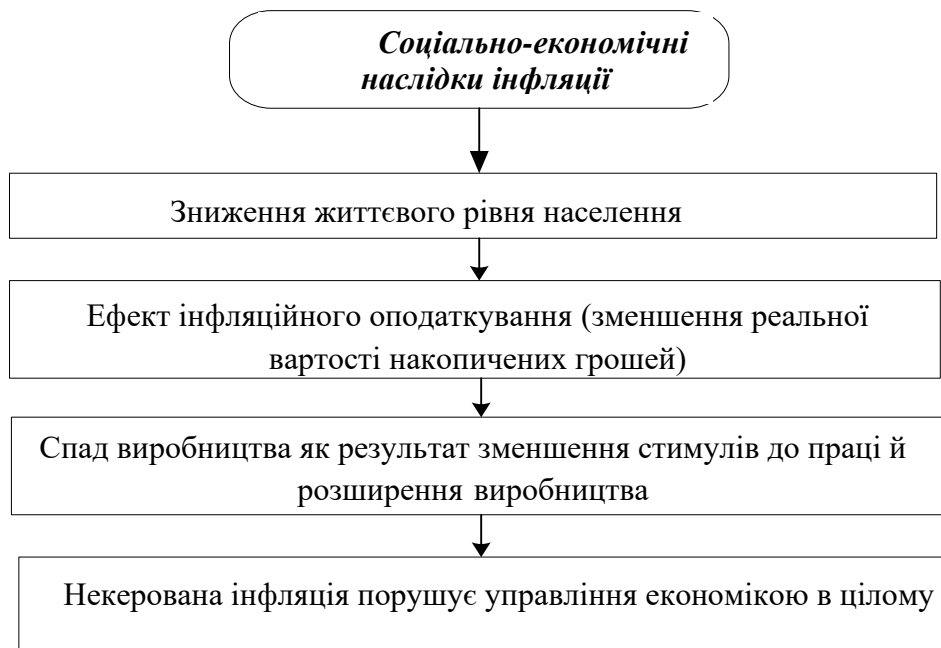 Соціально-економічні
наслідки інфляції
Зниження життєвого рівня населення
Ефект інфляційного оподаткування (зменшення реальної
вартості накопичених грошей)
Спад виробництва як результат зменшення стимулів до праці й
розширення виробництва
Некерована інфляція порушує управління економікою в цілому